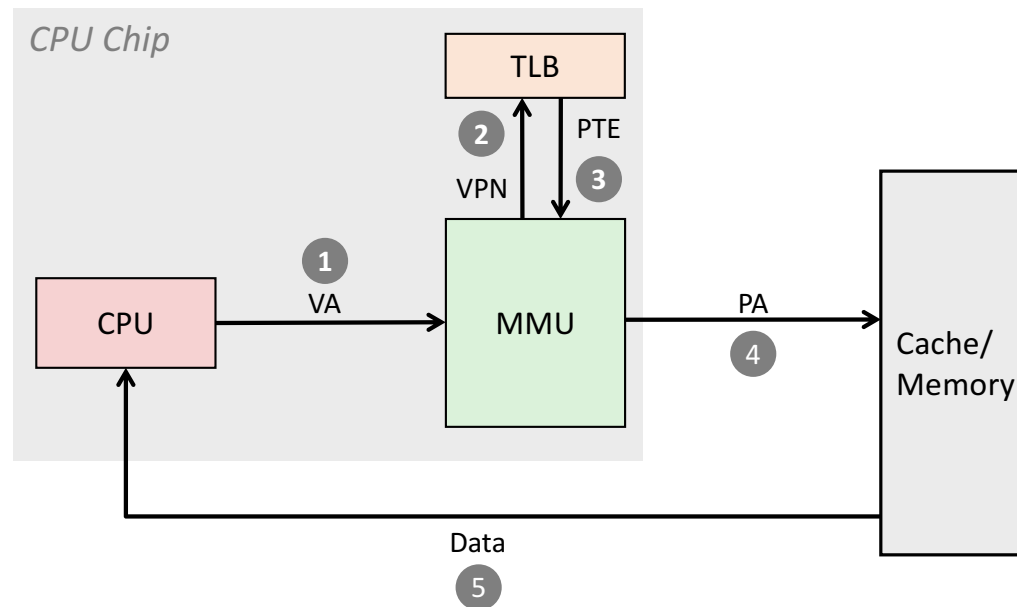 CPU Chip
TLB
2
PTE
VPN
3
1
VA
CPU
MMU
PA
4
Cache/
Memory
Data
5